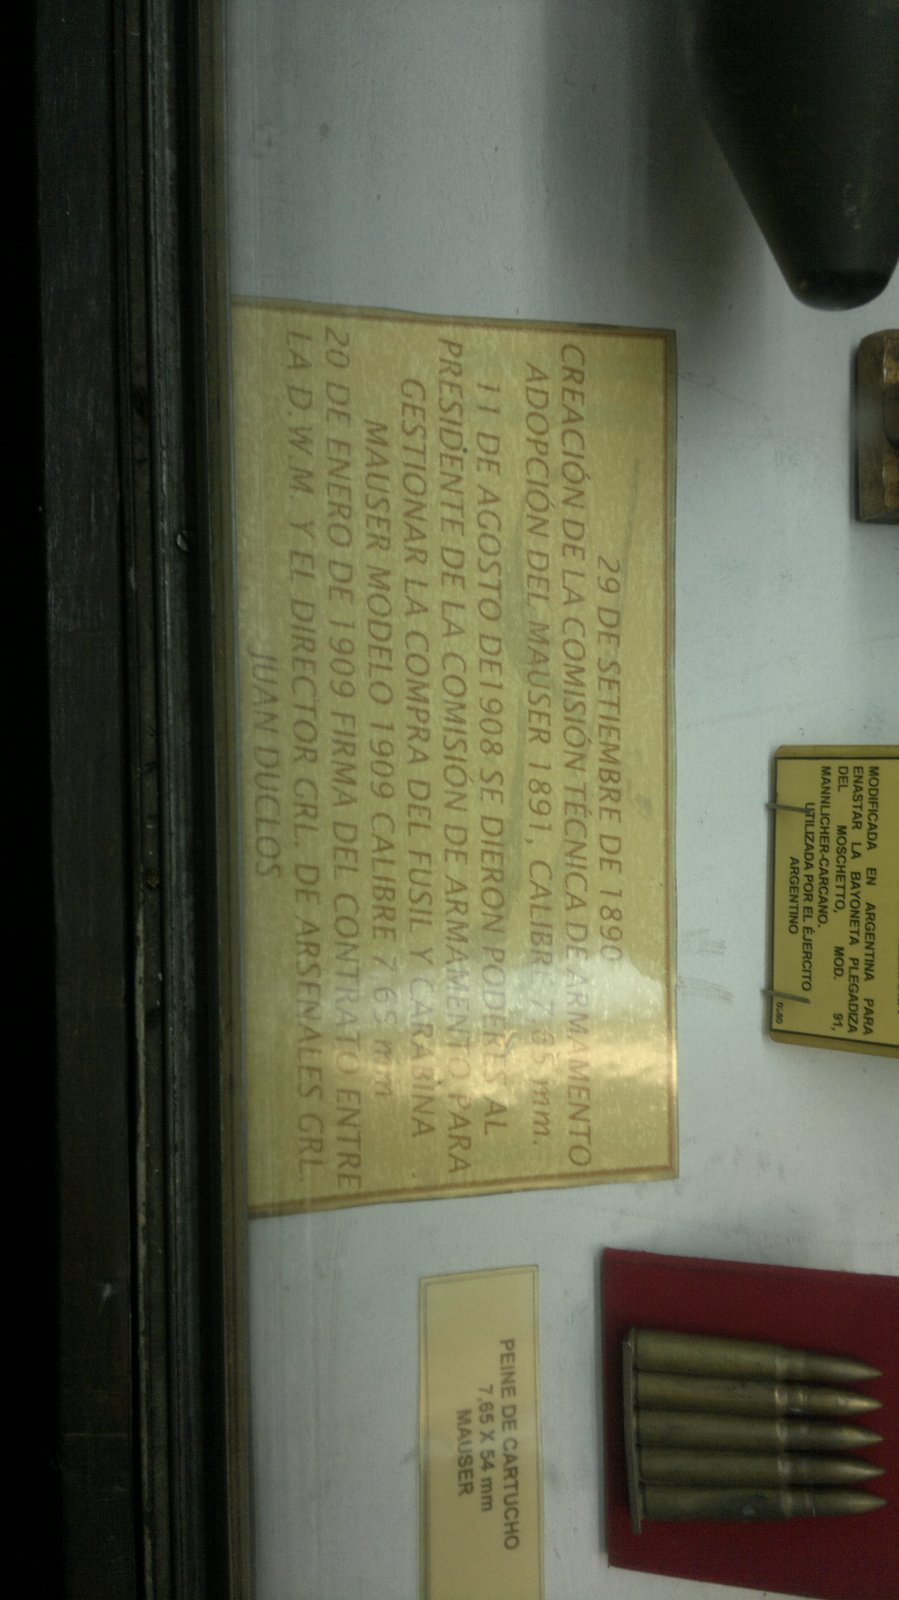 29 DE SETIEMBRE DE 1890
CREACIÓN DE LA COMISIÓN TÉCNICA DE ARMAMENTO
ADOPCIÓN DEL MAUSER 1891, CALIBRE 7,65 mm.
11 DE AGOSTO DE1908 SE DIERON PODERES AL
PRESIDENTE DE LA COMISIÓN DE ARMAMENTO PARA
GESTIONAR LA COMPRA DEL FUSIL Y CARABINA
MAUSER MODELO 1909 CALIBRE 7,65 mm
20 DE ENERO DE 1909 FIRMA DEL CONTRATO ENTRE
LA D.W.M. Y EL DIRECTOR GRL. DE ARSENALES GRL.
JUAN DUCLOS
MODIFICADA EN ARGENTINA PARA
ENASTAR LA BAYONETA PLEGADIZA
DEL MOSCHETTO, MOD. 91,
MANNLICHER-CARCANO.
UTILIZADA POR EL ÉJERCITO
ARGENTINO
PEINE DE CARTUCHO
7,65 X 54 mm
MAUSER